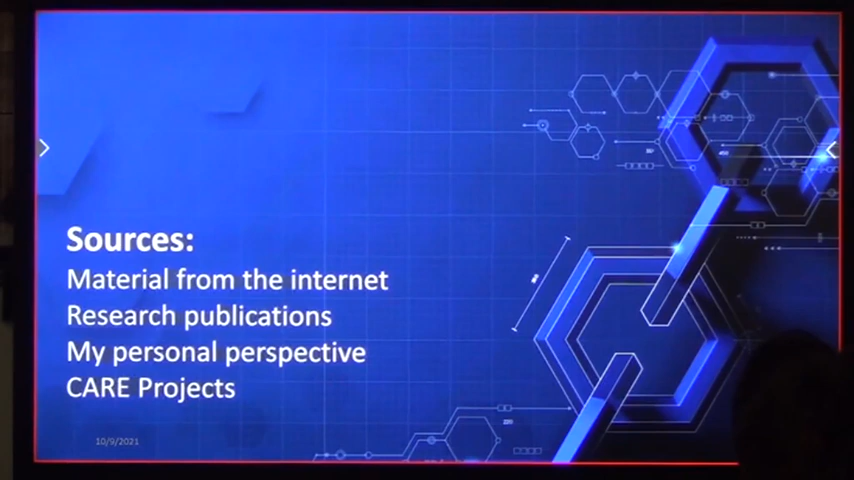 Sources:
Material from the internet
Research publications
My personal perspective
CARE Projects
10/9/2021